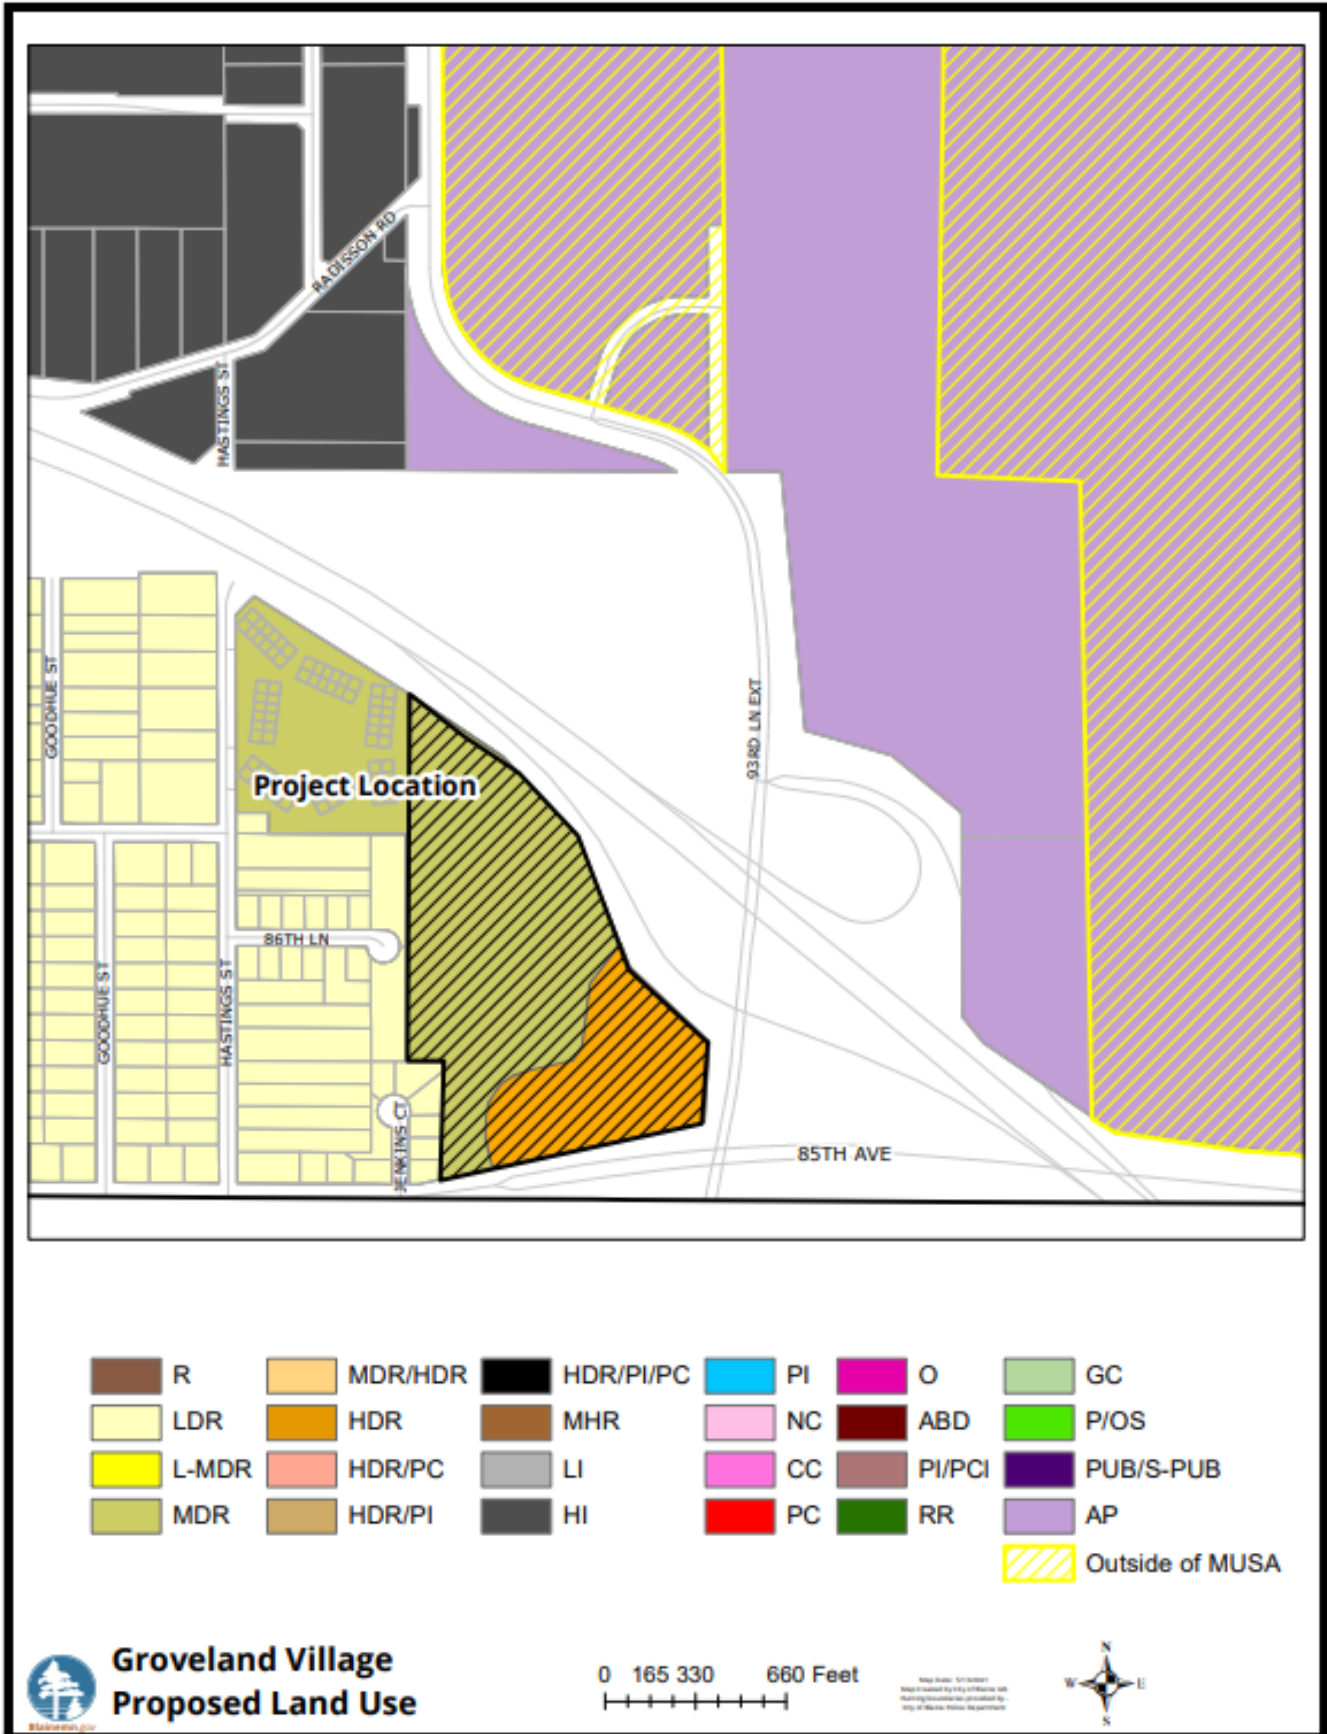 RADISSON RD
HASTINGS ST
GOODHUE ST
93RD LN EXT
Project Location
86TH LN
GOODHUE ST
HASTINGS ST
JENKINS CT
85TH AVE
R
MDR/HDR
HDR/PI/PC
PI
O
GC
LDR
HDR
MHR
NC
ABD
P/OS
L-MDR
HDR/PC
LI
CC
PI/PCI
PUB/S-PUB
MDR
HDR/PI
HI
PC
RR
AP
Outside of MUSA
Groveland Village
Proposed Land Use
Blainemn.gov
0 165 330 660 Feet
N
W E
S